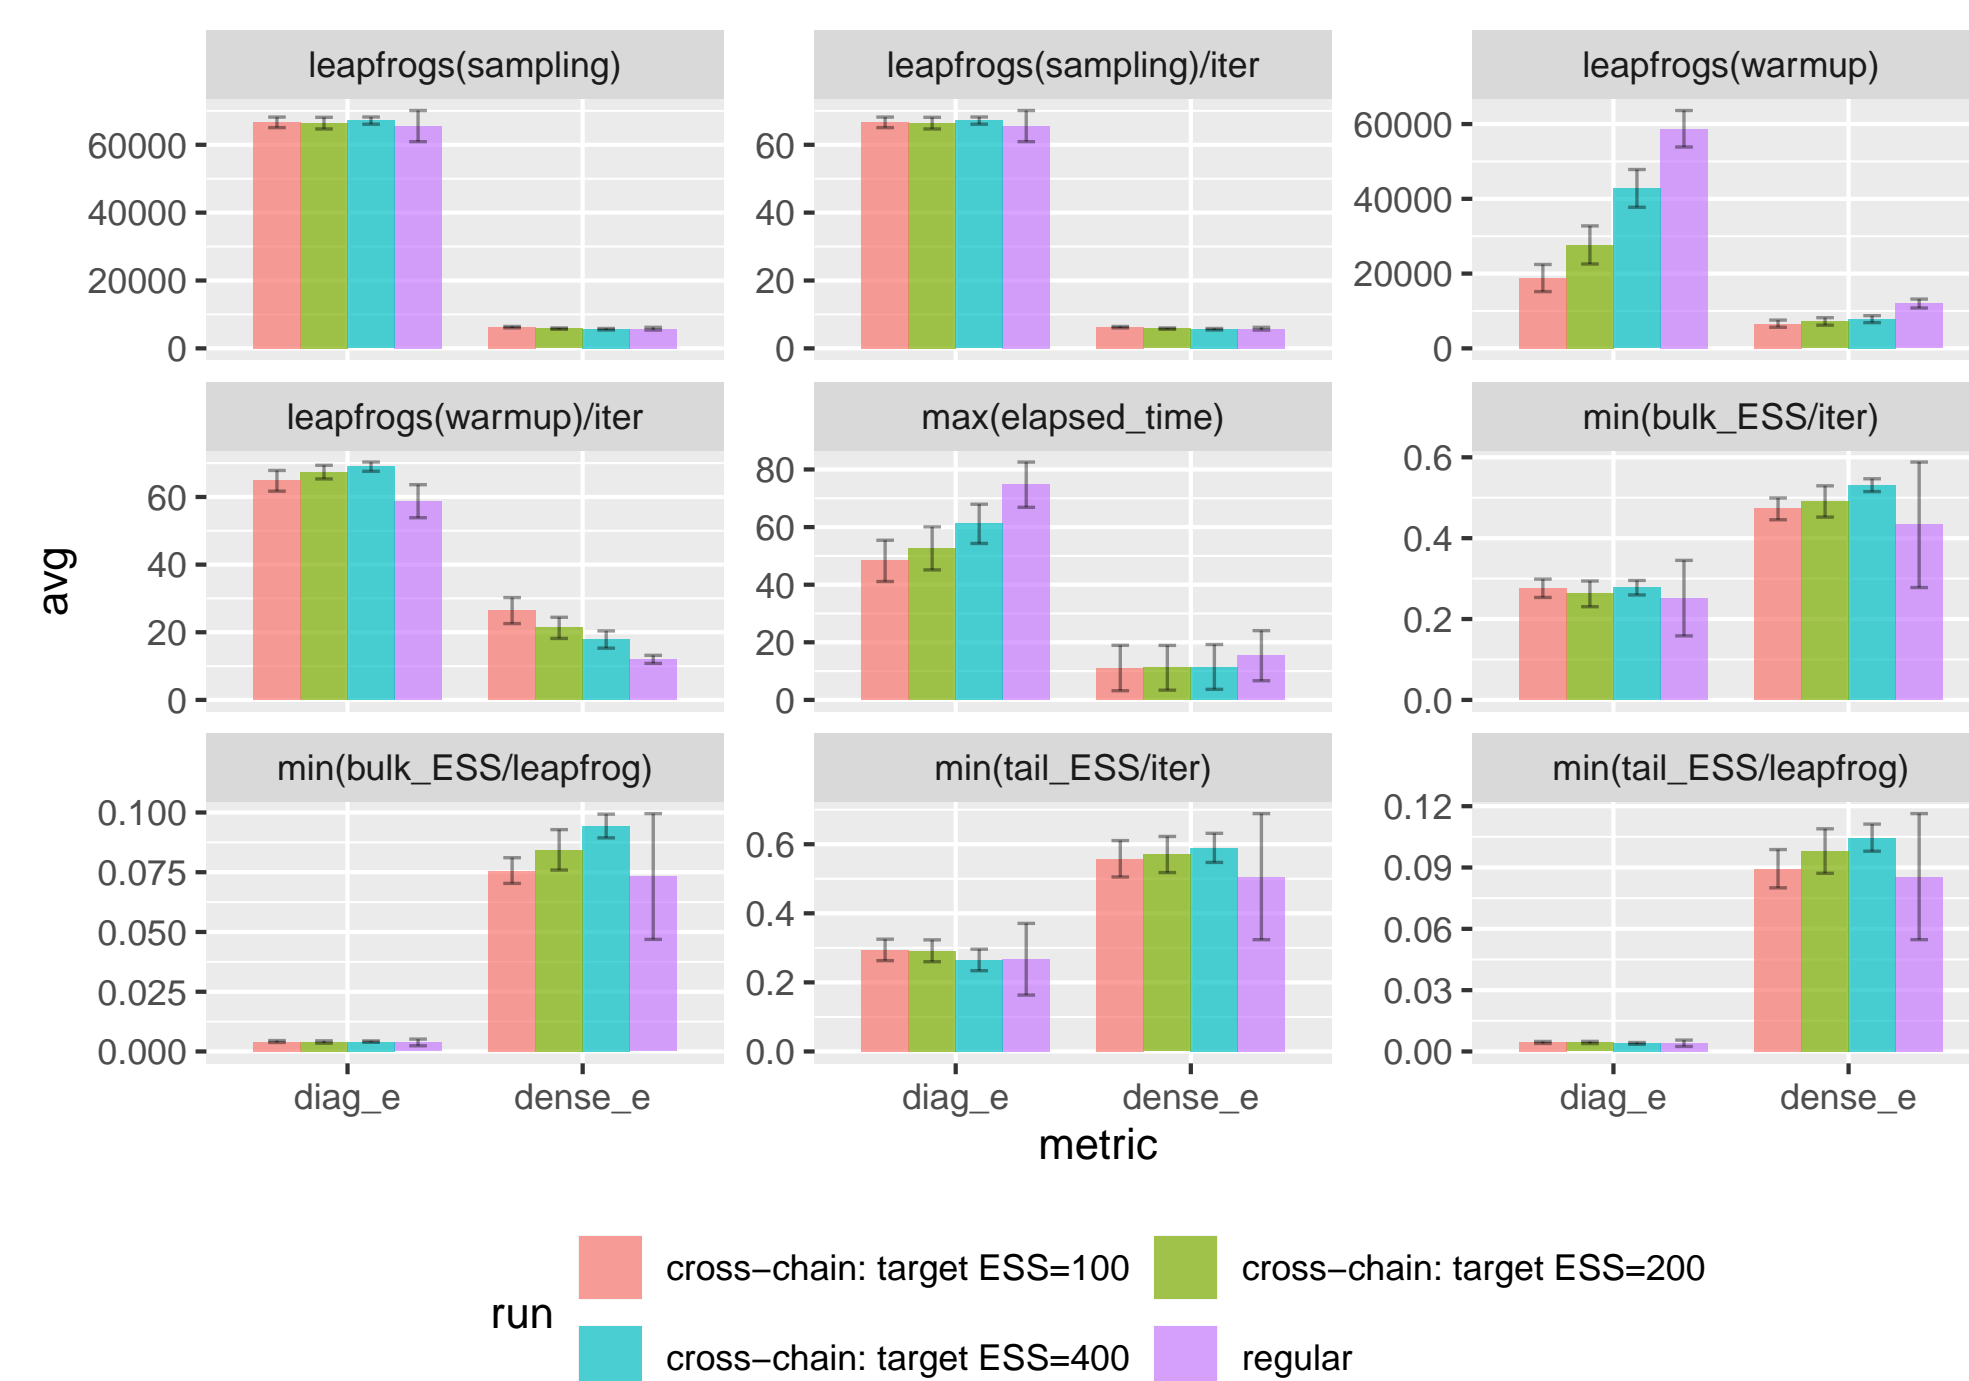 leapfrogs(sampling) leapfrogs(sampling)/iter leapfrogs(warmup)
60000 60 60000
40000 40 40000
20000 20 20000
0 0 0
leapfrogs(warmup)/iter max(elapsed_time) min(bulk_ESS/iter)
60 80 0.6
40 60 0.4
20 40 0.2
0 20 0.0
0
avg
min(bulk_ESS/leapfrog) min(tail_ESS/iter) min(tail_ESS/leapfrog)
0.100 0.6 0.12
0.075 0.4 0.09
0.050 0.2 0.06
0.025 0.0 0.03
0.000 0.00
diag_e dense_e diag_e dense_e diag_e dense_e
metric
run
cross−chain: target ESS=100 cross−chain: target ESS=200
cross−chain: target ESS=400 regular